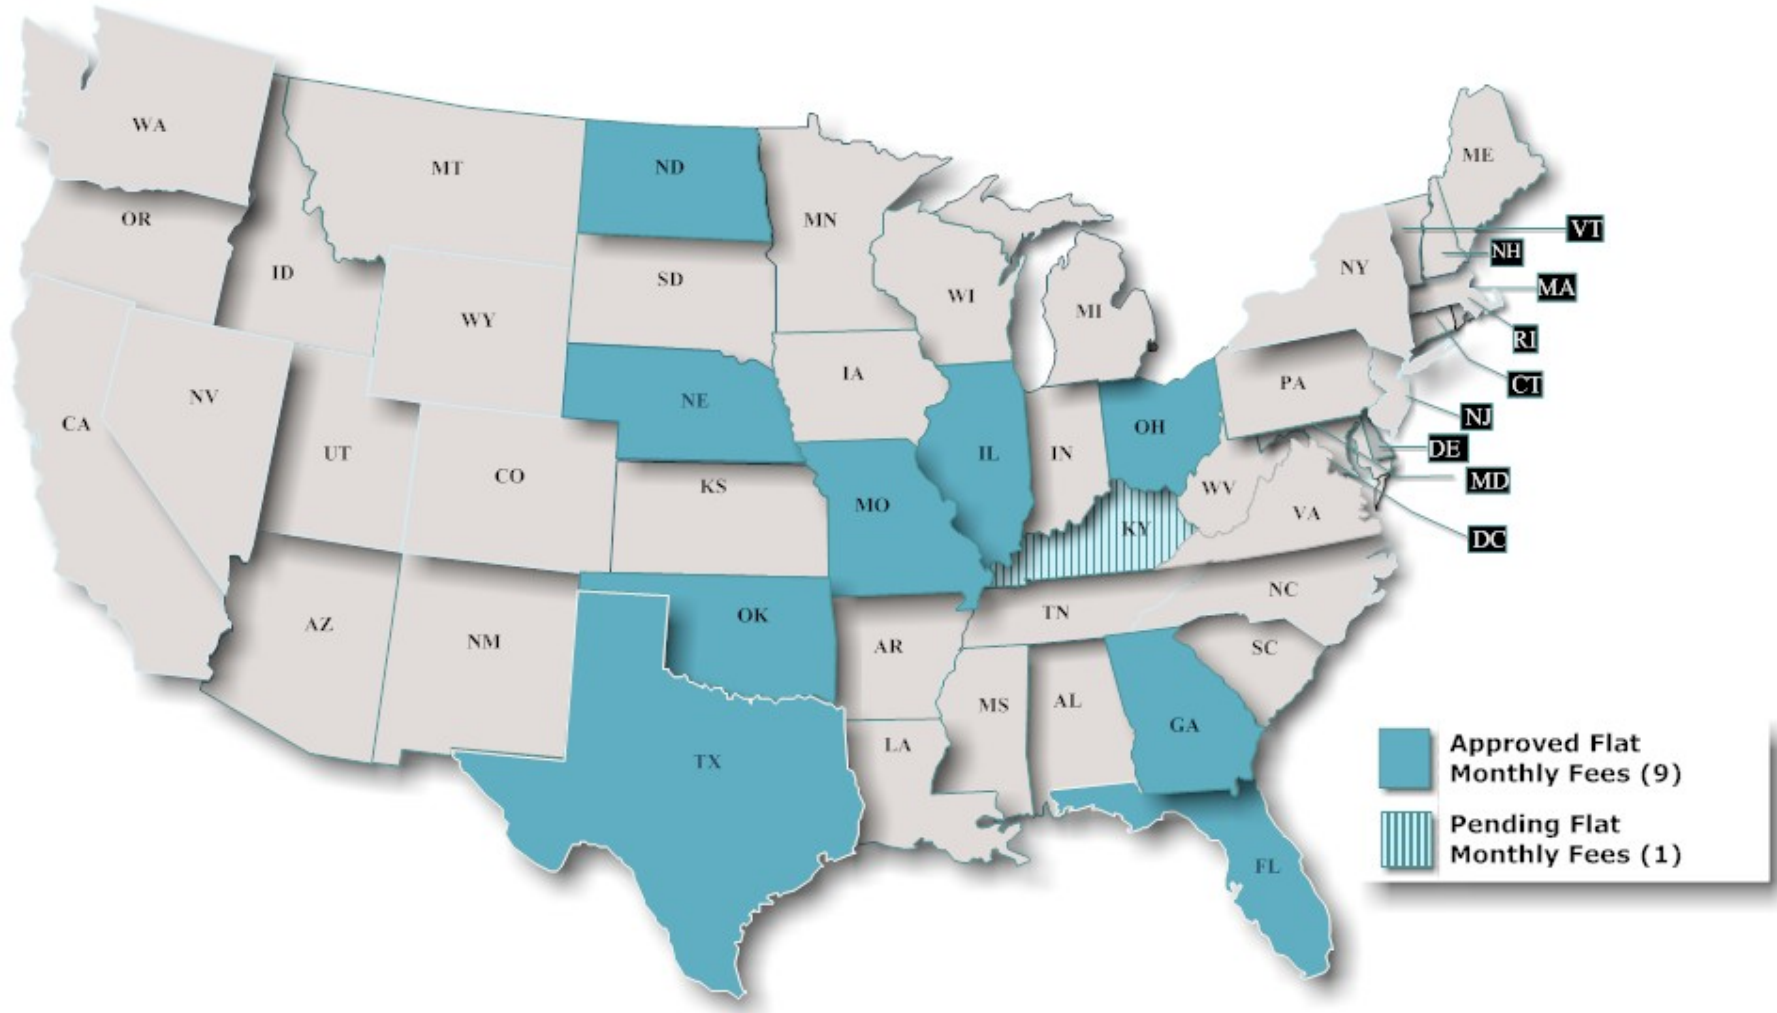 WA
MT
ND
ME
OR
MN
VT
NH
ID
SD
NY
MA
WY
WI
MI
RI
IA
PA
CT
NV
NE
NJ
CA
OH
UT
IL
IN
DE
CO
KS
WV
MD
MO
KY
VA
DC
AZ
OK
TN
NC
NM
AR
SC
MS
AL
TX
LA
GA
FL
Approved Flat
Monthly Fees (9)
Pending Flat
Monthly Fees (1)